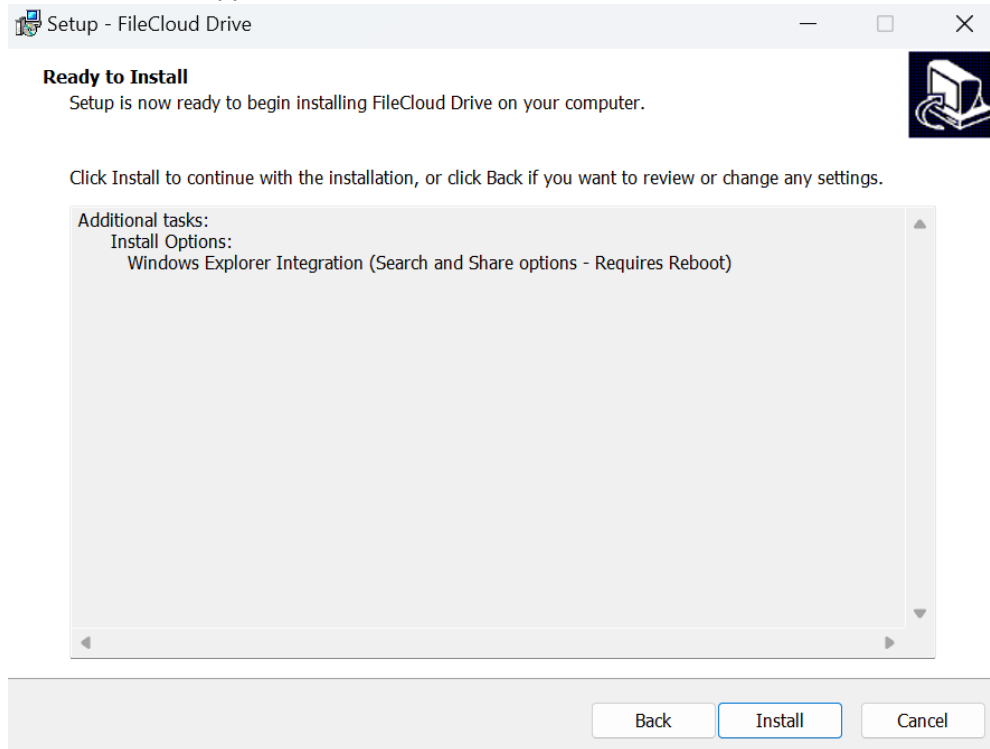 Setup - FileCloud Drive
Ready to Install
Setup is now ready to begin installing FileCloud Drive on your computer.
Click Install to continue with the installation, or click Back if you want to review or change any settings.
Additional tasks:
Install Options:
Windows Explorer Integration (Search and Share options - Requires Reboot)
Back
Install
Cancel